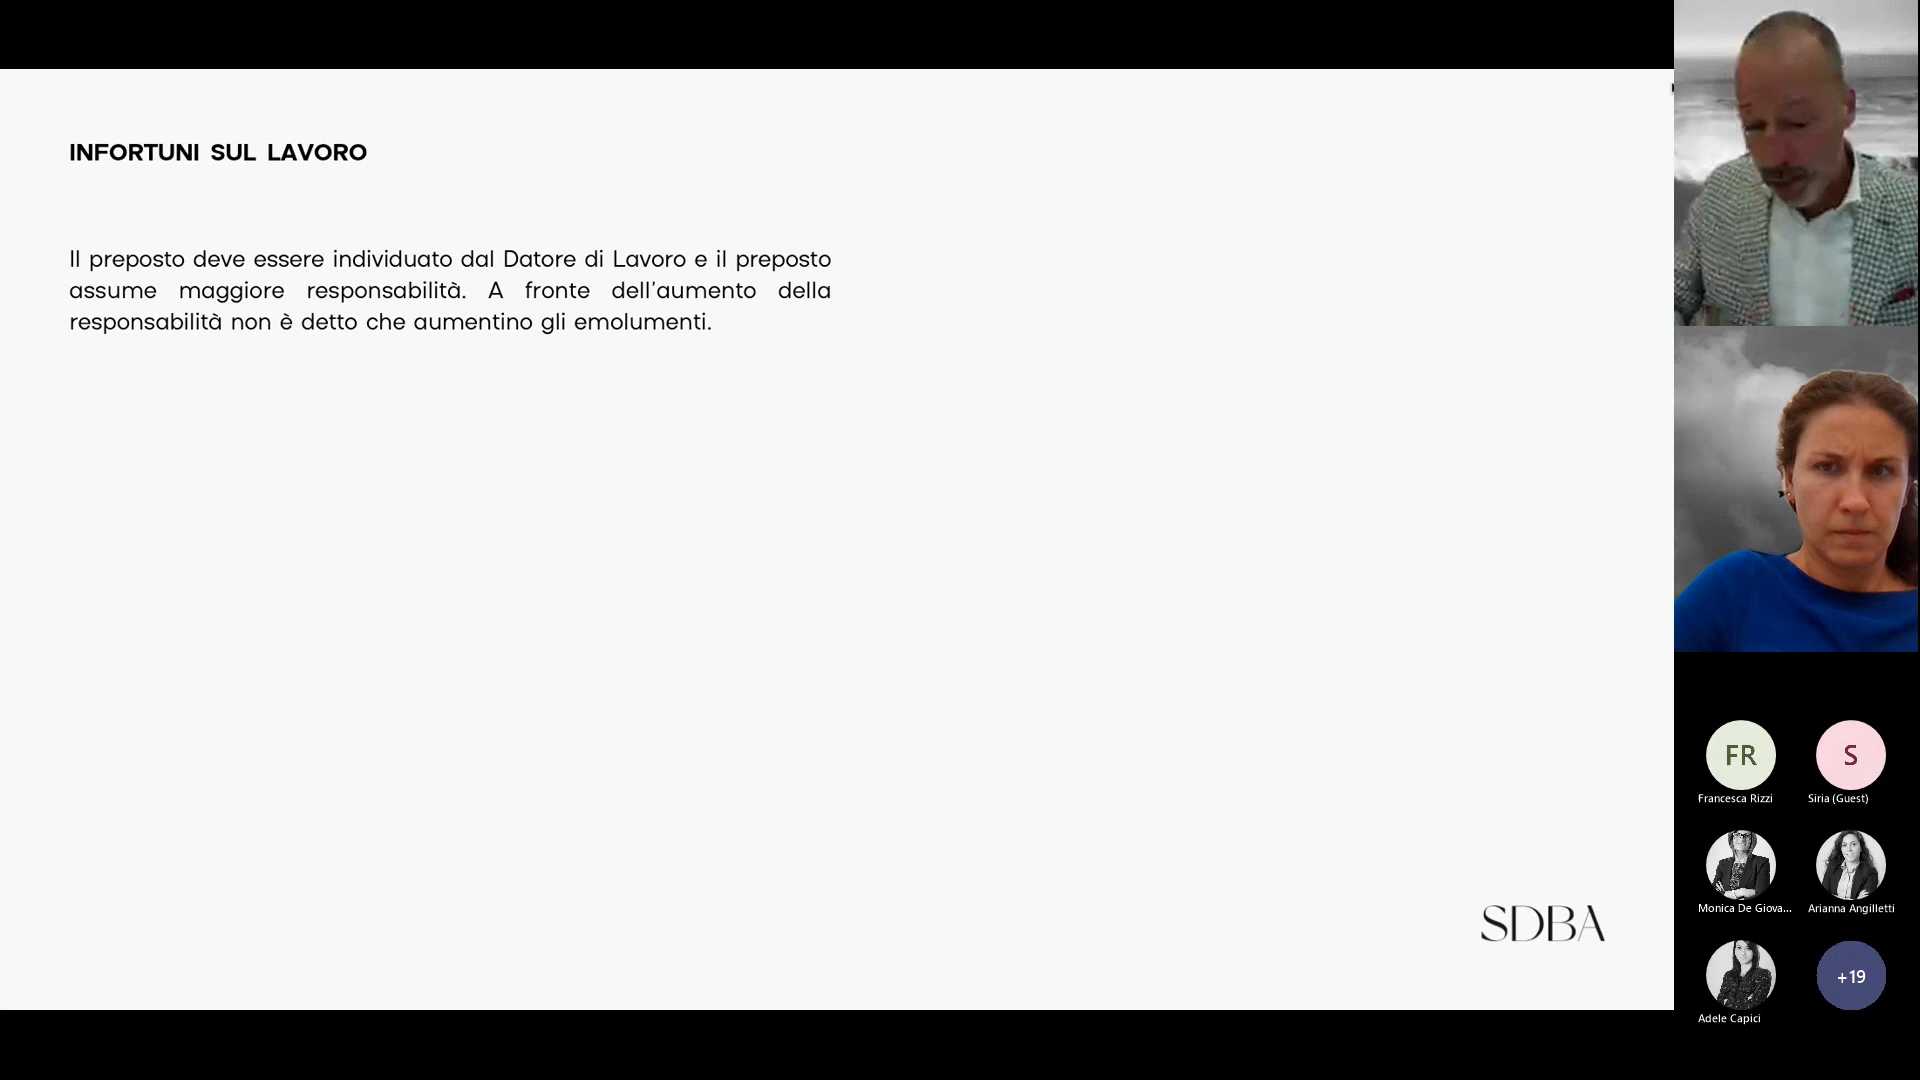 INFORTUNI SUL LAVORO
Il preposto deve essere individuato dal Datore di Lavoro e il preposto
assume maggiore responsabilità. A fronte dell'aumento della
responsabilità non è detto che aumentino gli emolumenti.
SDBA
FR
S
Francesca Rizzi
Siria (Guest)
Monica De Giova...
Arianna Angilletti
+19
Adele Capici